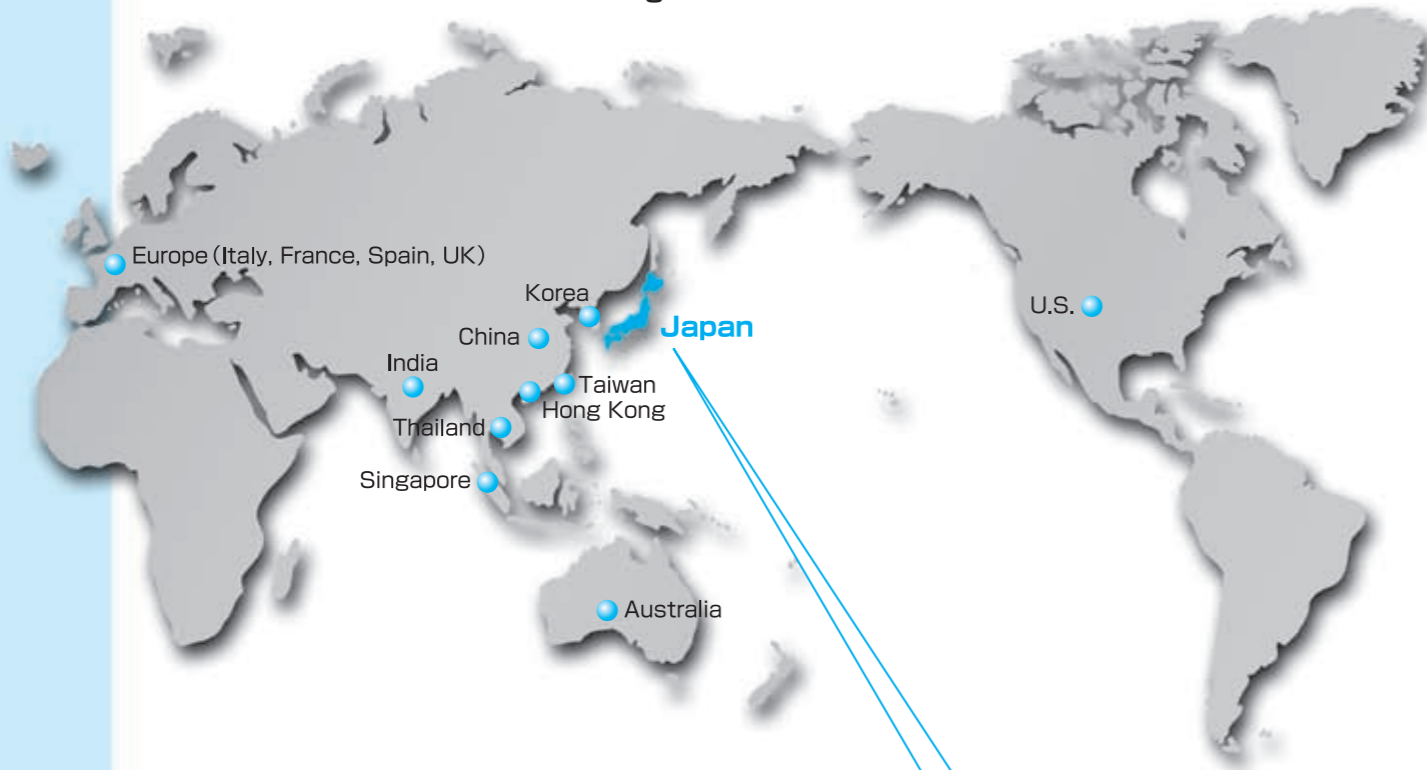 Europe (Italy, France, Spain, UK)
Korea
U.S.
China
Japan
India
Taiwan
Hong Kong
Thailand
Singapore
Australia